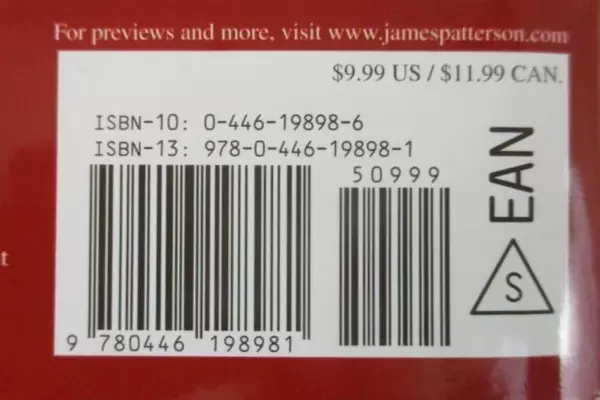 For previews and more, visit www.jamespatterson.com
$9.99 US / $11.99 CAN.
ISBN-10: 0-446-19898-6
ISBN-13: 978-0-446-19898-1
50999
EAN
S
t
9 780446 198981